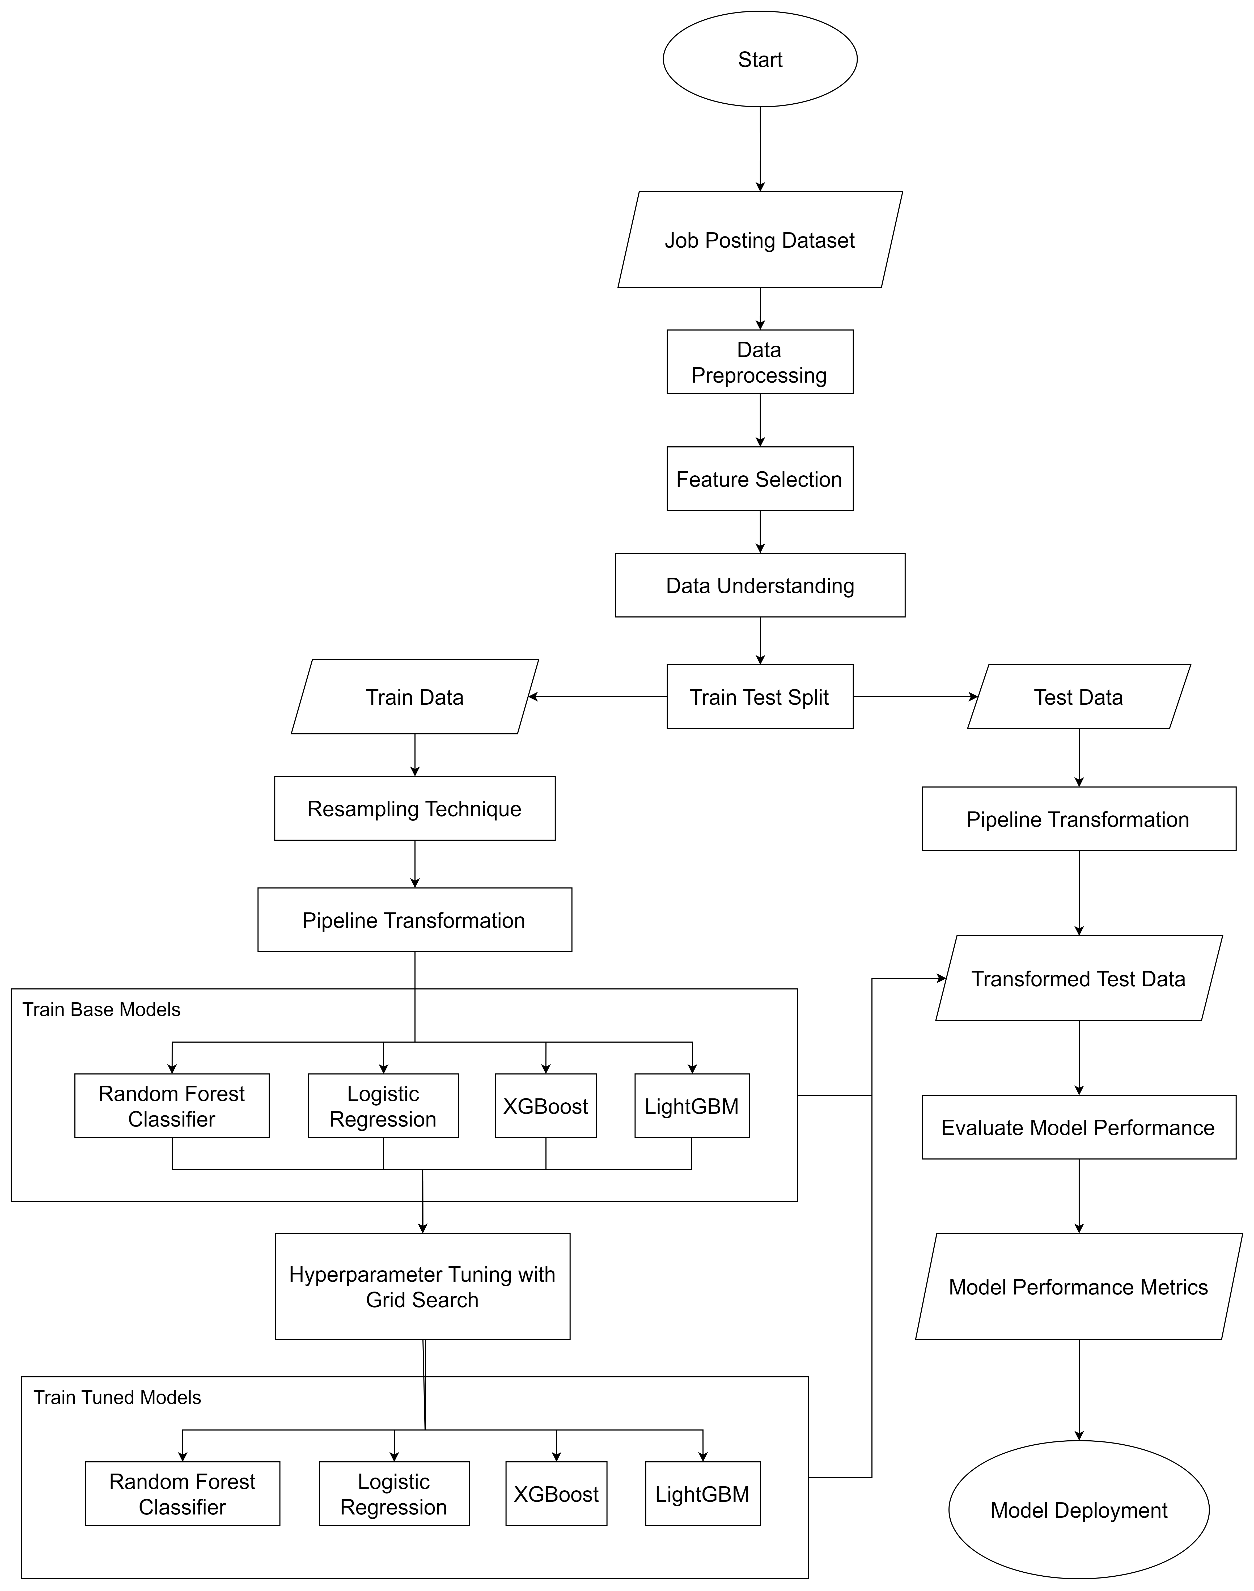 Start
Job Posting Dataset
Data
Preprocessing
Feature Selection
Data Understanding
Train Data
Train Test Split
Test Data
Resampling Technique
Pipeline Transformation
Pipeline Transformation
Transformed Test Data
Train Base Models
Random Forest
Classifier
Logistic
Regression
XGBoost
LightGBM
Evaluate Model Performance
Hyperparameter Tuning with
Grid Search
Model Performance Metrics
Train Tuned Models
Random Forest
Classifier
Logistic
Regression
XGBoost
LightGBM
Model Deployment